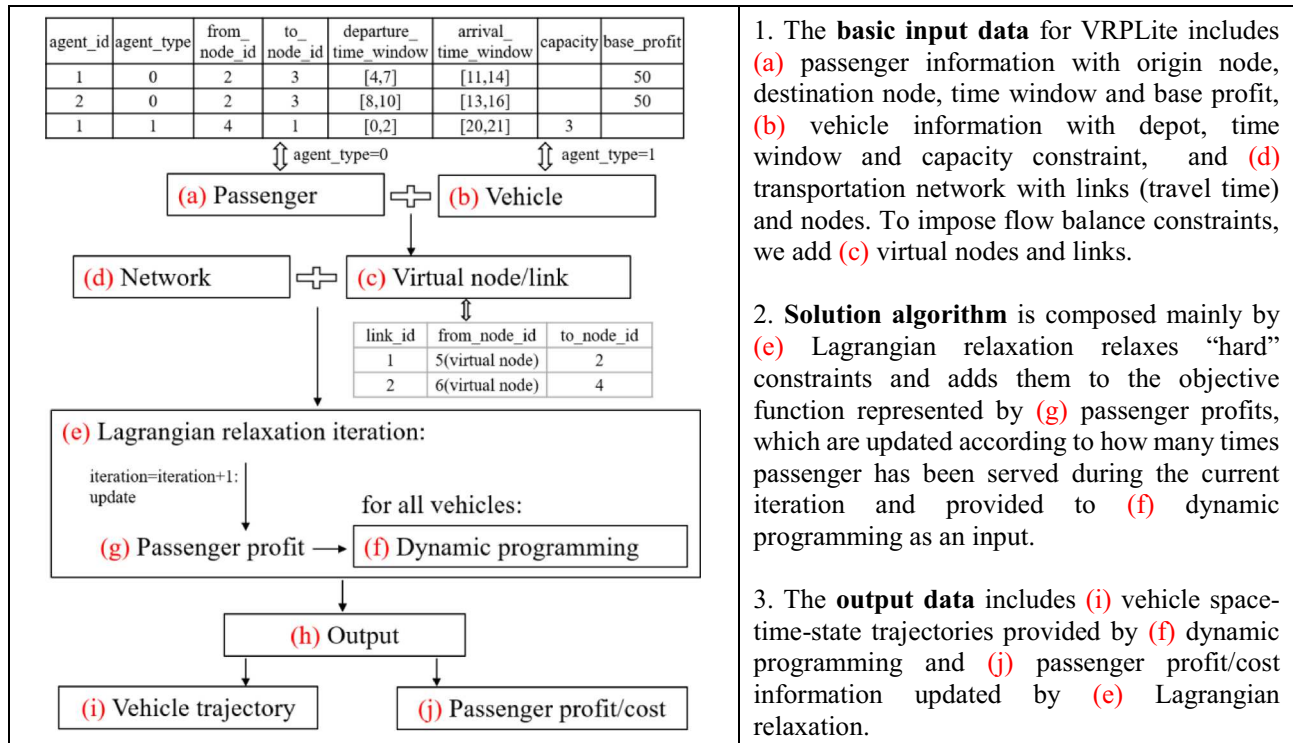 agent_id agent_type from_node_id to_node_id departure_time_window arrival_time_window capacity base_profit
1 0 2 3 [4,7] [11,14] 50
2 0 2 3 [8,10] [13,16] 50
1 1 4 1 [0,2] [20,21] 3
agent_type=0 agent_type=1
(a) Passenger (b) Vehicle
(d) Network (c) Virtual node/link
link_id from_node_id to_node_id
1 5(virtual node) 2
2 6(virtual node) 4
(e) Lagrangian relaxation iteration:
iteration=iteration+1:
update
for all vehicles:
(g) Passenger profit (f) Dynamic programming
(h) Output
(i) Vehicle trajectory (j) Passenger profit/cost
1. The basic input data for VRPLite includes
(a) passenger information with origin node,
destination node, time window and base profit,
(b) vehicle information with depot, time
window and capacity constraint, and (d)
transportation network with links (travel time)
and nodes. To impose flow balance constraints,
we add (c) virtual nodes and links.
2. Solution algorithm is composed mainly by
(e) Lagrangian relaxation relaxes “hard”
constraints and adds them to the objective
function represented by (g) passenger profits,
which are updated according to how many times
passenger has been served during the current
iteration and provided to (f) dynamic
programming as an input.
3. The output data includes (i) vehicle space-
time-state trajectories provided by (f) dynamic
programming and (j) passenger profit/cost
information updated by (e) Lagrangian
relaxation.